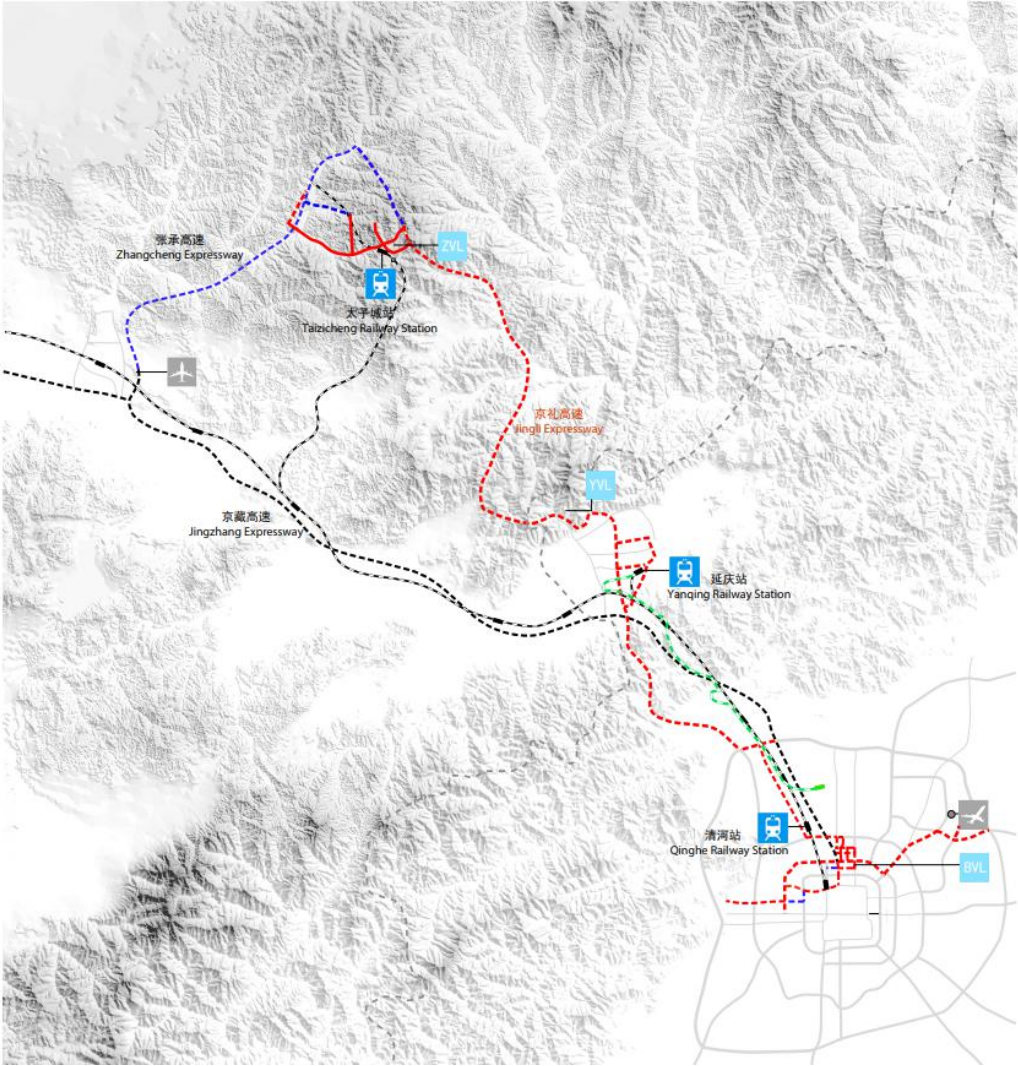 张承高速
Zhangcheng Expressway
ZVL
太子城站
Taizicheng Railway Station
京礼高速
Jingli Expressway
YVL
京藏高速
Jingzhang Expressway
延庆站
Yanqing Railway Station
清河站
Qinghe Railway Station
BVL